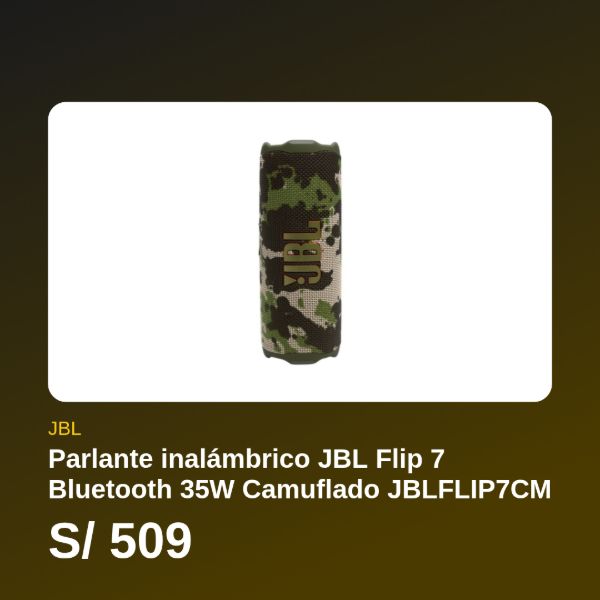 JBL
JBL
Parlante inalámbrico JBL Flip 7
Bluetooth 35W Camuflado JBLFLIP7CM
S/ 509